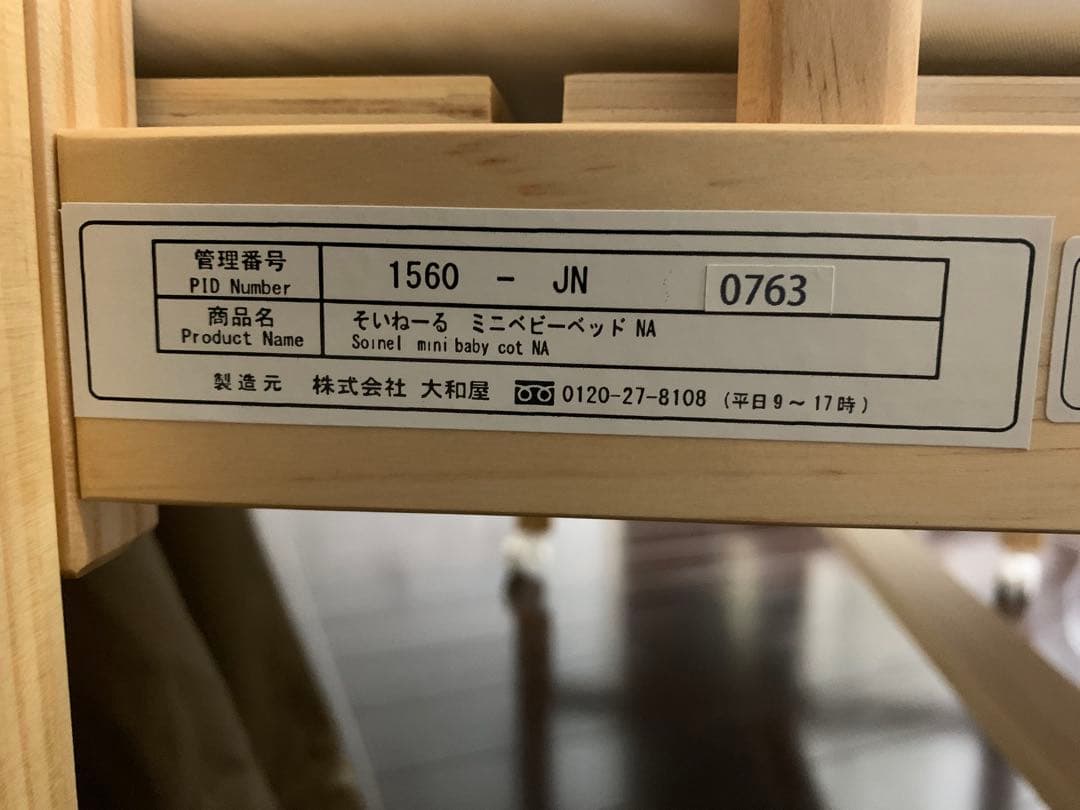 管理番号
PID Number
1560 - JN 0763
商品名
Product Name
そいねーる ミニベビーベッド NA
Soinel mini baby cot NA
製造元 株式会社 大和屋 0120-27-8108 (平日9～17時)